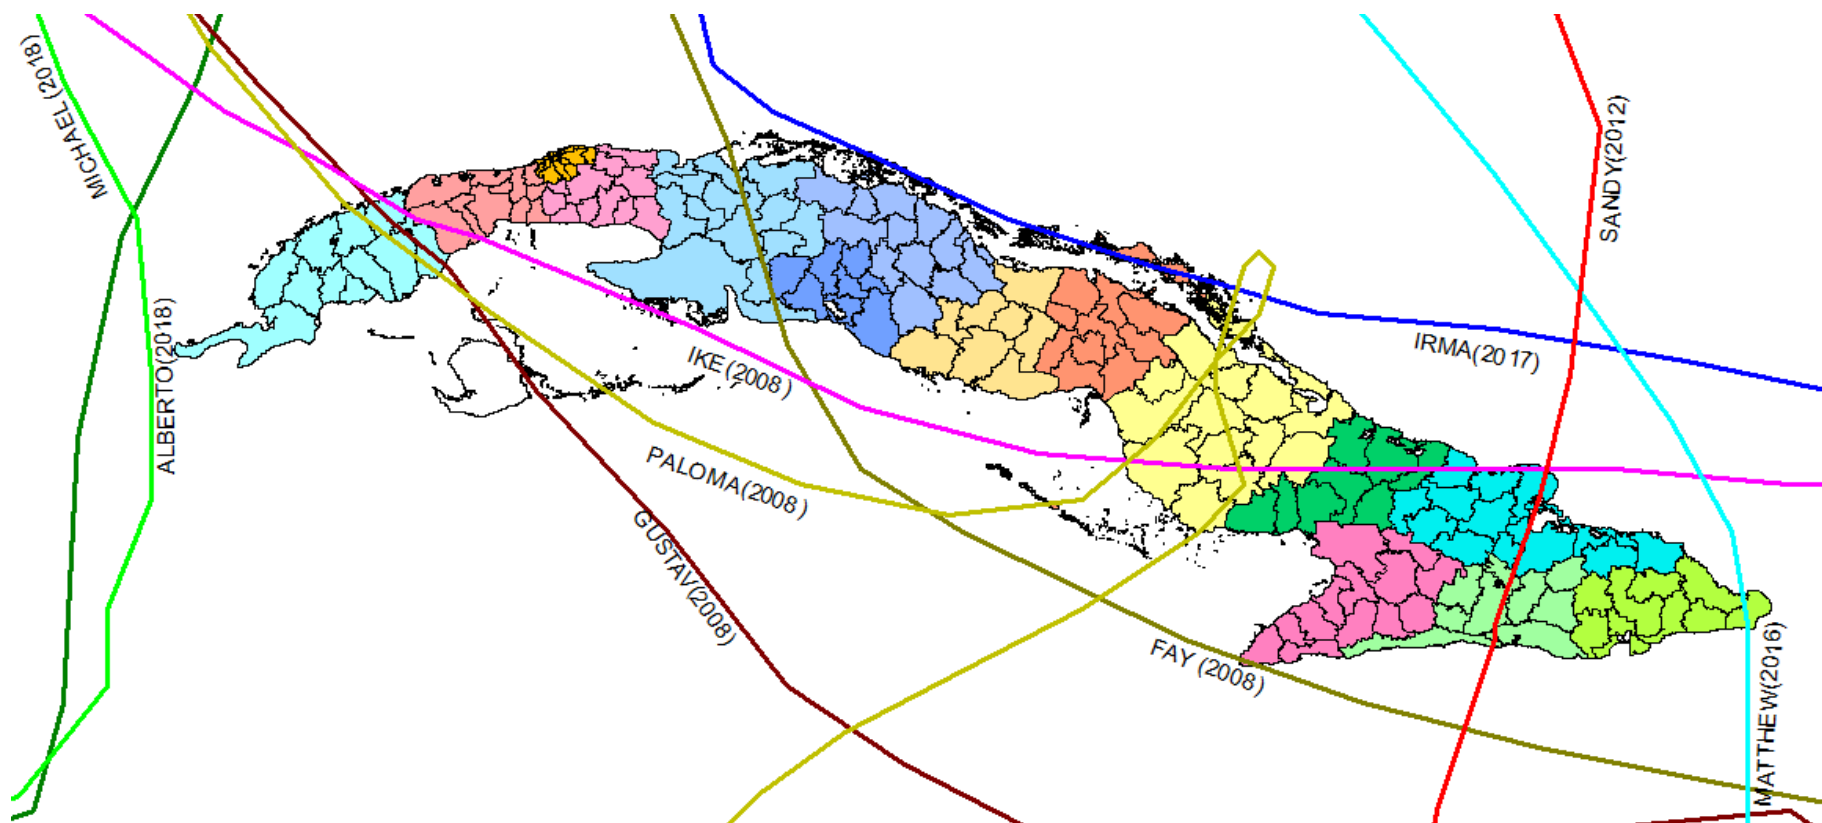 MICHAEL (2018)
ALBERTO(2018)
GUSTAV(2008)
PALOMA(2008)
IKE (2008)
FAY (2008)
IRMA(2017)
SANDY(2012)
MATTHEW(2016)